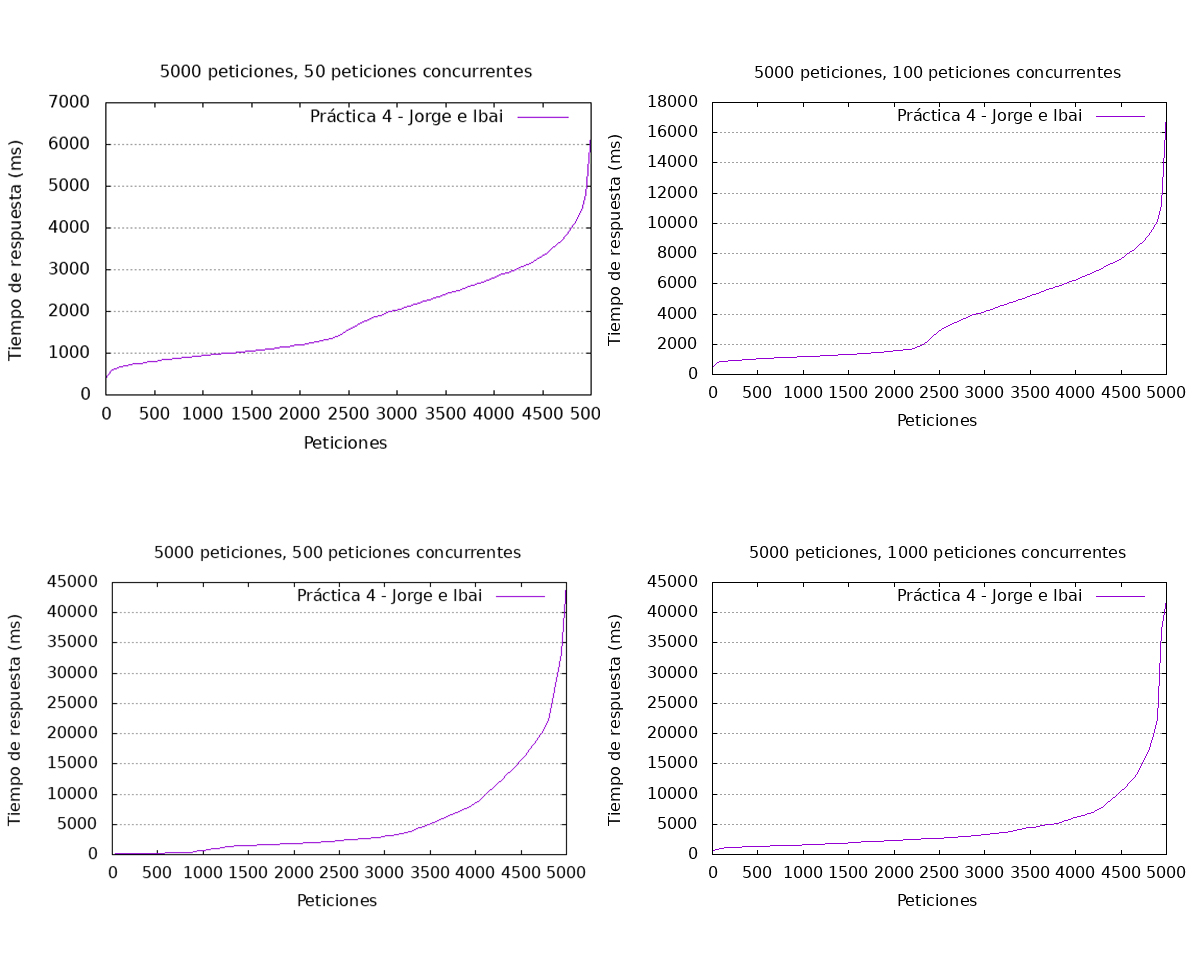 5000 peticiones, 50 peticiones concurrentes
Práctica 4 - Jorge e Ibai
Tiempo de respuesta (ms)
7000
6000
5000
4000
3000
2000
1000
0
0 500 1000 1500 2000 2500 3000 3500 4000 4500 5000
Peticiones
5000 peticiones, 100 peticiones concurrentes
Práctica 4 - Jorge e Ibai
Tiempo de respuesta (ms)
18000
16000
14000
12000
10000
8000
6000
4000
2000
0
0 500 1000 1500 2000 2500 3000 3500 4000 4500 5000
Peticiones
5000 peticiones, 500 peticiones concurrentes
Práctica 4 - Jorge e Ibai
Tiempo de respuesta (ms)
45000
40000
35000
30000
25000
20000
15000
10000
5000
0
0 500 1000 1500 2000 2500 3000 3500 4000 4500 5000
Peticiones
5000 peticiones, 1000 peticiones concurrentes
Práctica 4 - Jorge e Ibai
Tiempo de respuesta (ms)
45000
40000
35000
30000
25000
20000
15000
10000
5000
0
0 500 1000 1500 2000 2500 3000 3500 4000 4500 5000
Peticiones